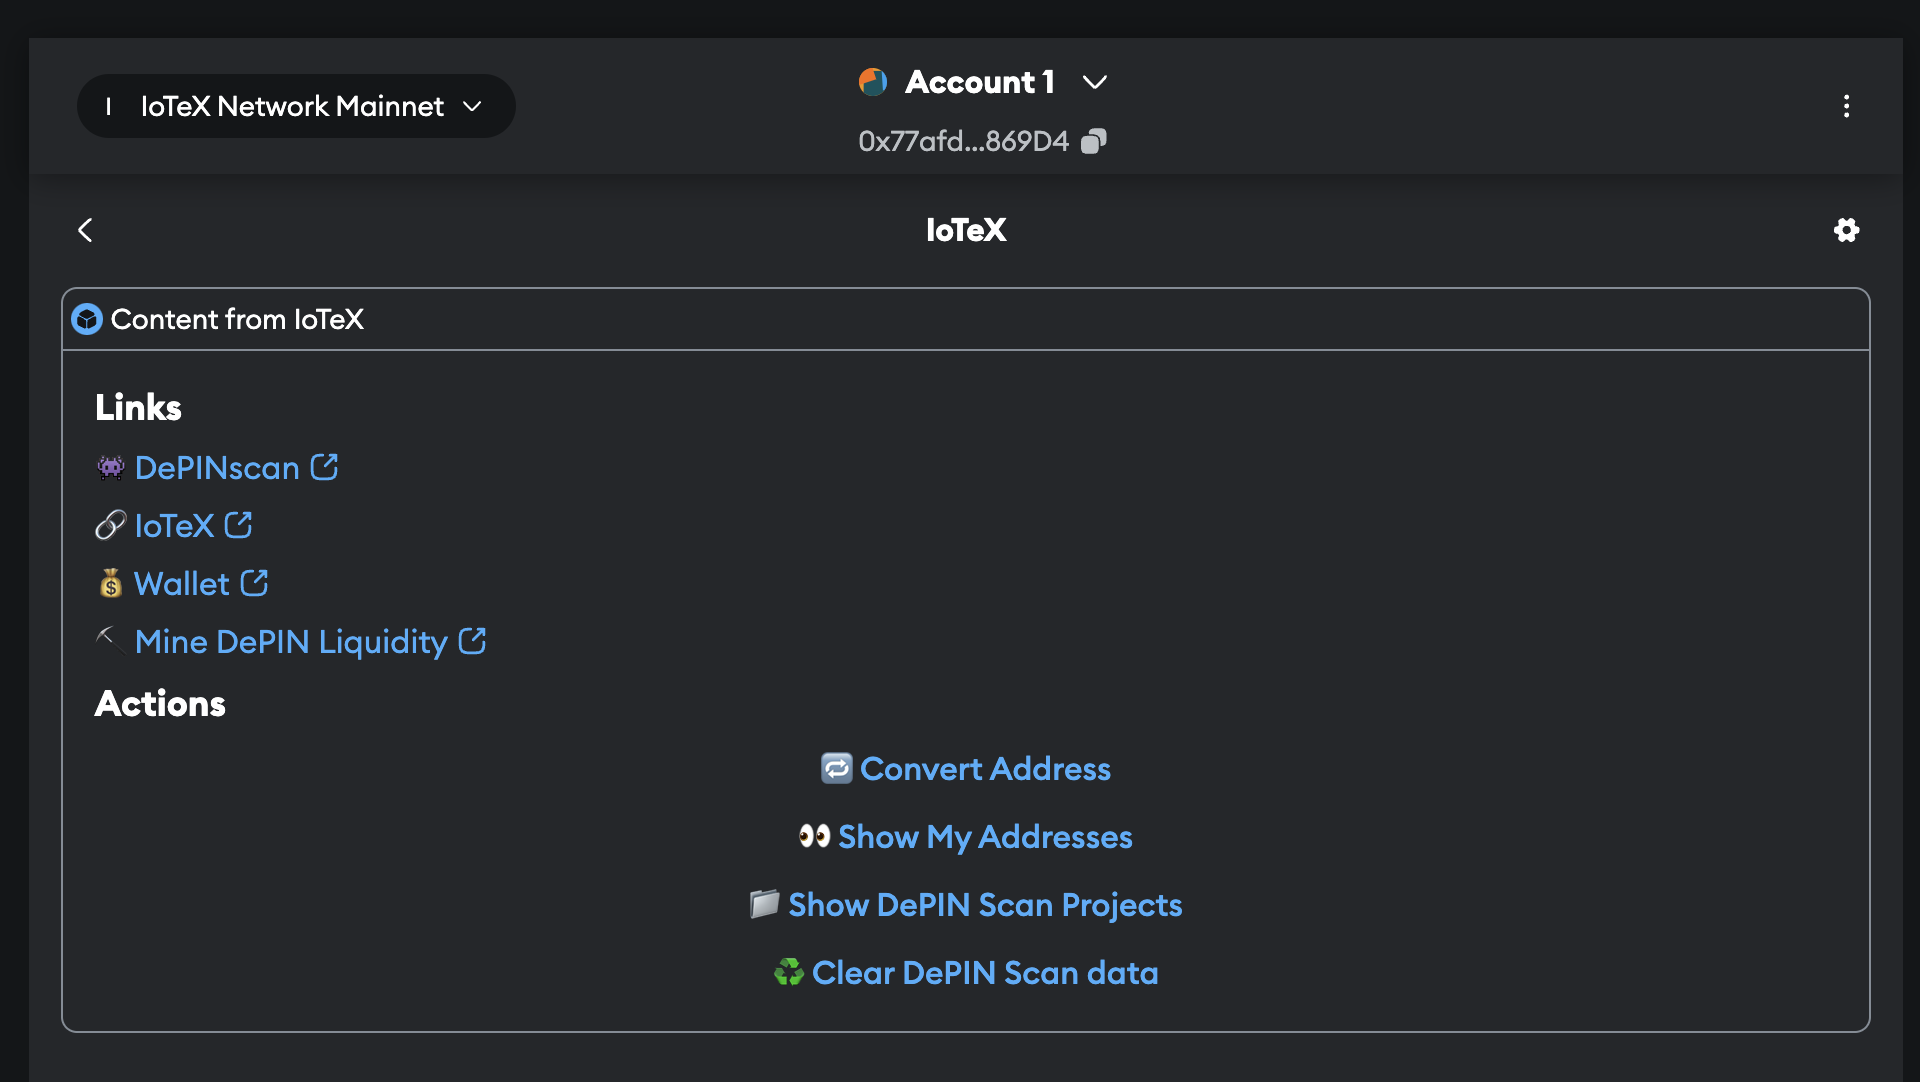 I IoTeX Network Mainnet
Account 1
0x77afd...869D4
IoTeX
Content from IoTeX
Links
👾 DePINscan
🔗 IoTeX
💰 Wallet
⛏ Mine DePIN Liquidity
Actions
🔁 Convert Address
👀 Show My Addresses
📁 Show DePIN Scan Projects
♻️ Clear DePIN Scan data